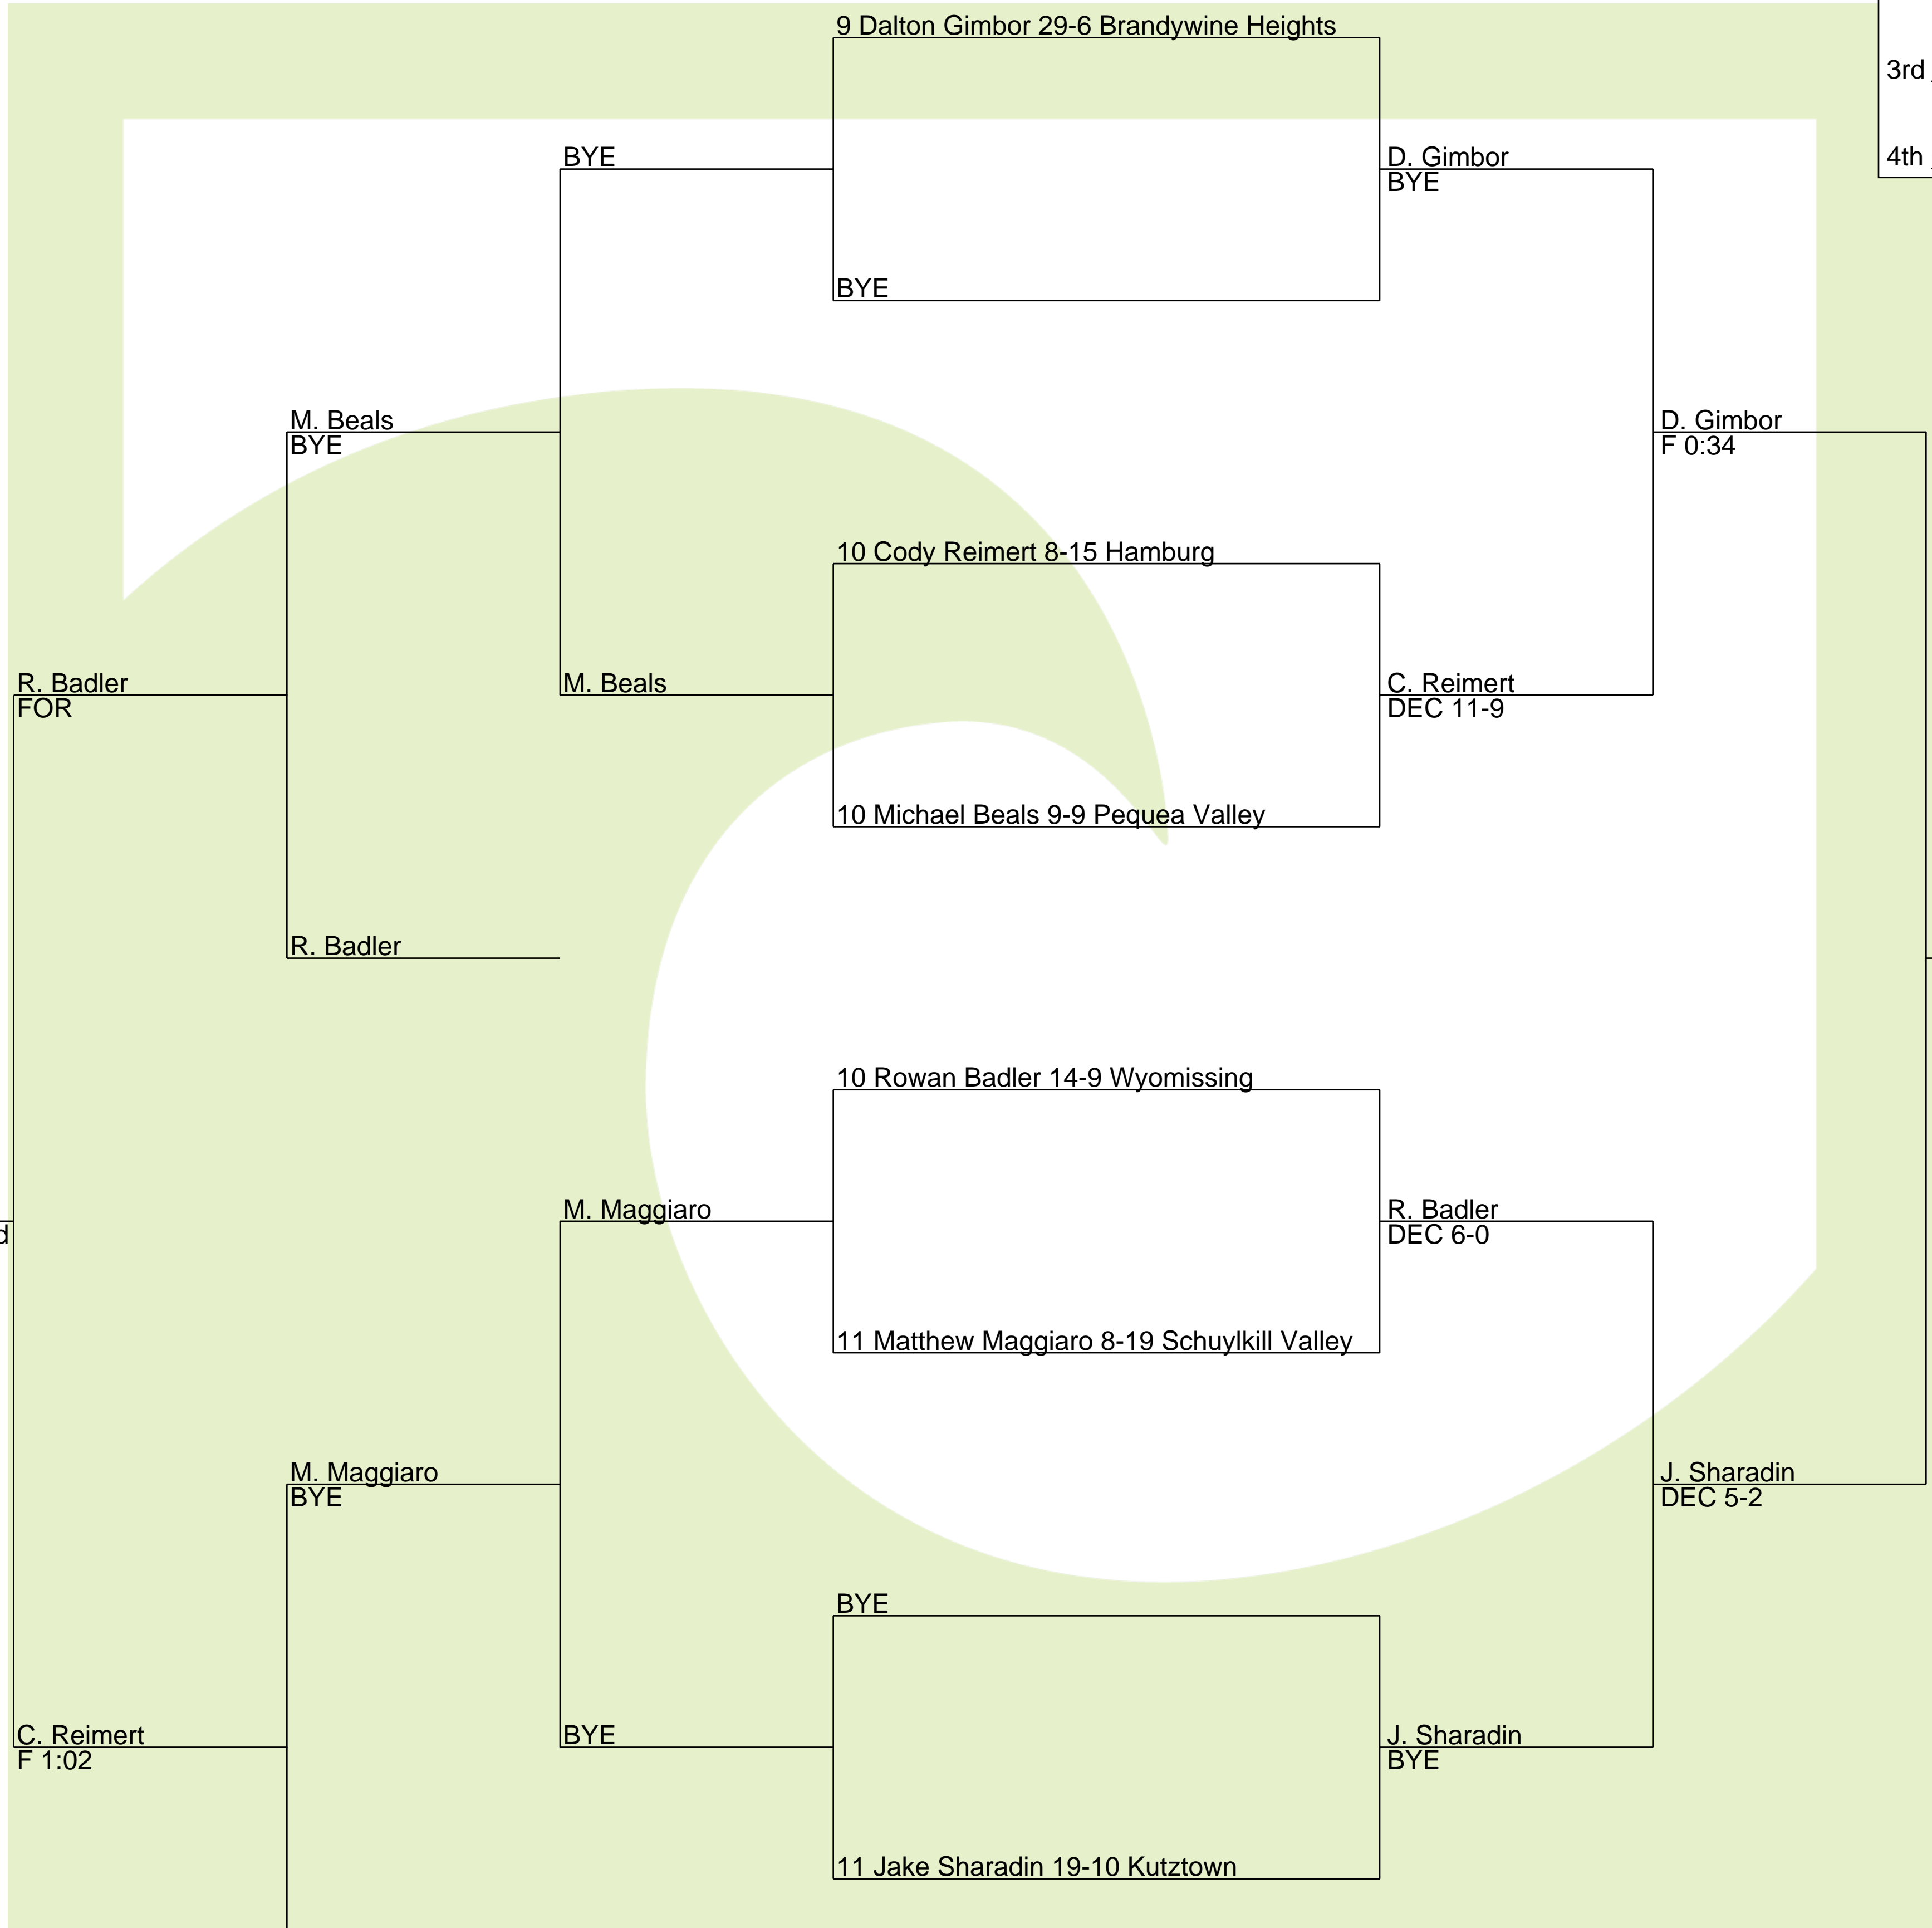 9 Dalton Gimbor 29-6 Brandywine Heights
3rd
BYE
D. Gimbor
4th
BYE
BYE
M. Beals
D. Gimbor
BYE
F 0:34
10 Cody Reimert 8-15 Hamburg
R. Badler
M. Beals
C. Reimert
FOR
DEC 11-9
10 Michael Beals 9-9 Pequea Valley
R. Badler
10 Rowan Badler 14-9 Wyomissing
M. Maggiaro
R. Badler
d
DEC 6-0
11 Matthew Maggiaro 8-19 Schuylkill Valley
M. Maggiaro
J. Sharadin
BYE
DEC 5-2
BYE
C. Reimert
BYE
J. Sharadin
F 1:02
BYE
11 Jake Sharadin 19-10 Kutztown